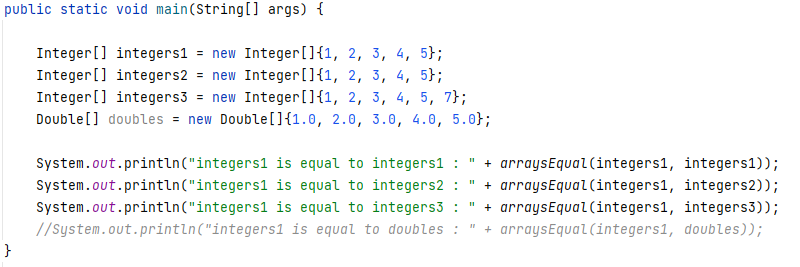 public static void main(String[] args) {
Integer[] integers1 = new Integer[]{1, 2, 3, 4, 5};
Integer[] integers2 = new Integer[]{1, 2, 3, 4, 5};
Integer[] integers3 = new Integer[]{1, 2, 3, 4, 5, 7};
Double[] doubles = new Double[]{1.0, 2.0, 3.0, 4.0, 5.0};
System.out.println("integers1 is equal to integers1 : " + arraysEqual(integers1, integers1));
System.out.println("integers1 is equal to integers2 : " + arraysEqual(integers1, integers2));
System.out.println("integers1 is equal to integers3 : " + arraysEqual(integers1, integers3));
//System.out.println("integers1 is equal to doubles : " + arraysEqual(integers1, doubles));
}